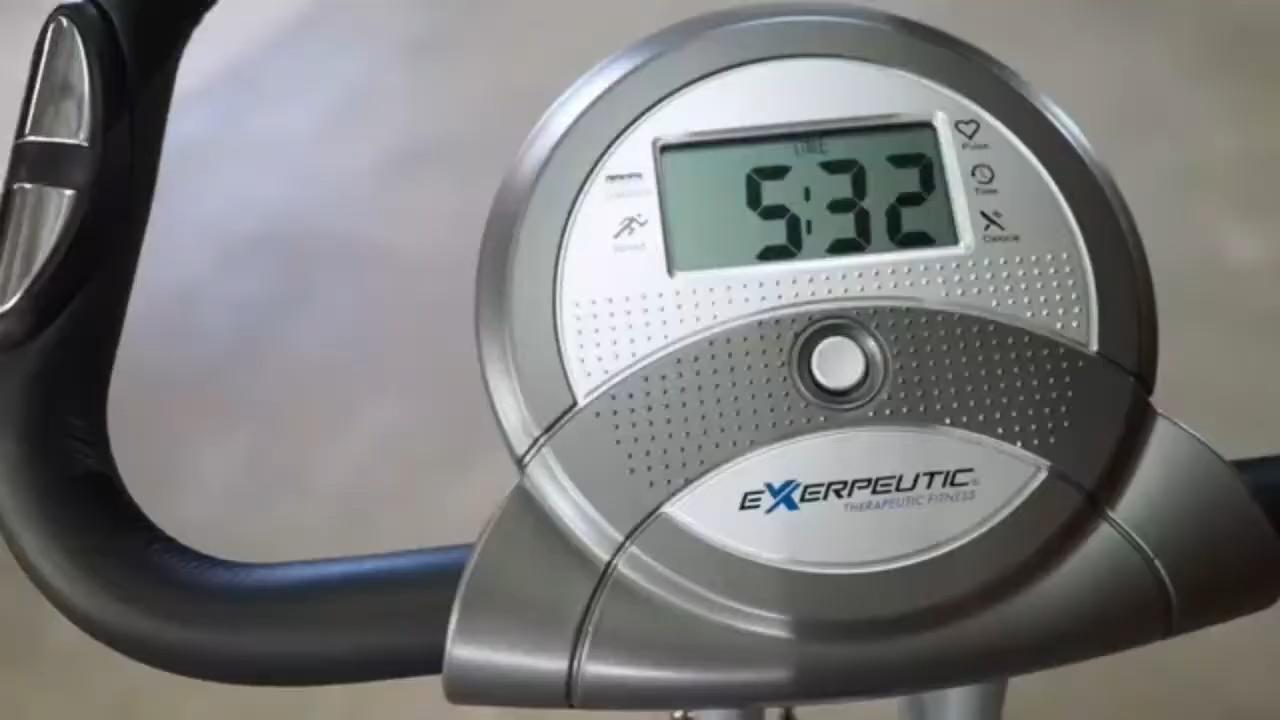 TIME
5:32
Pulse
Time
Calorie
Speed
EXERPEUTIC®
THERAPEUTIC FITNESS